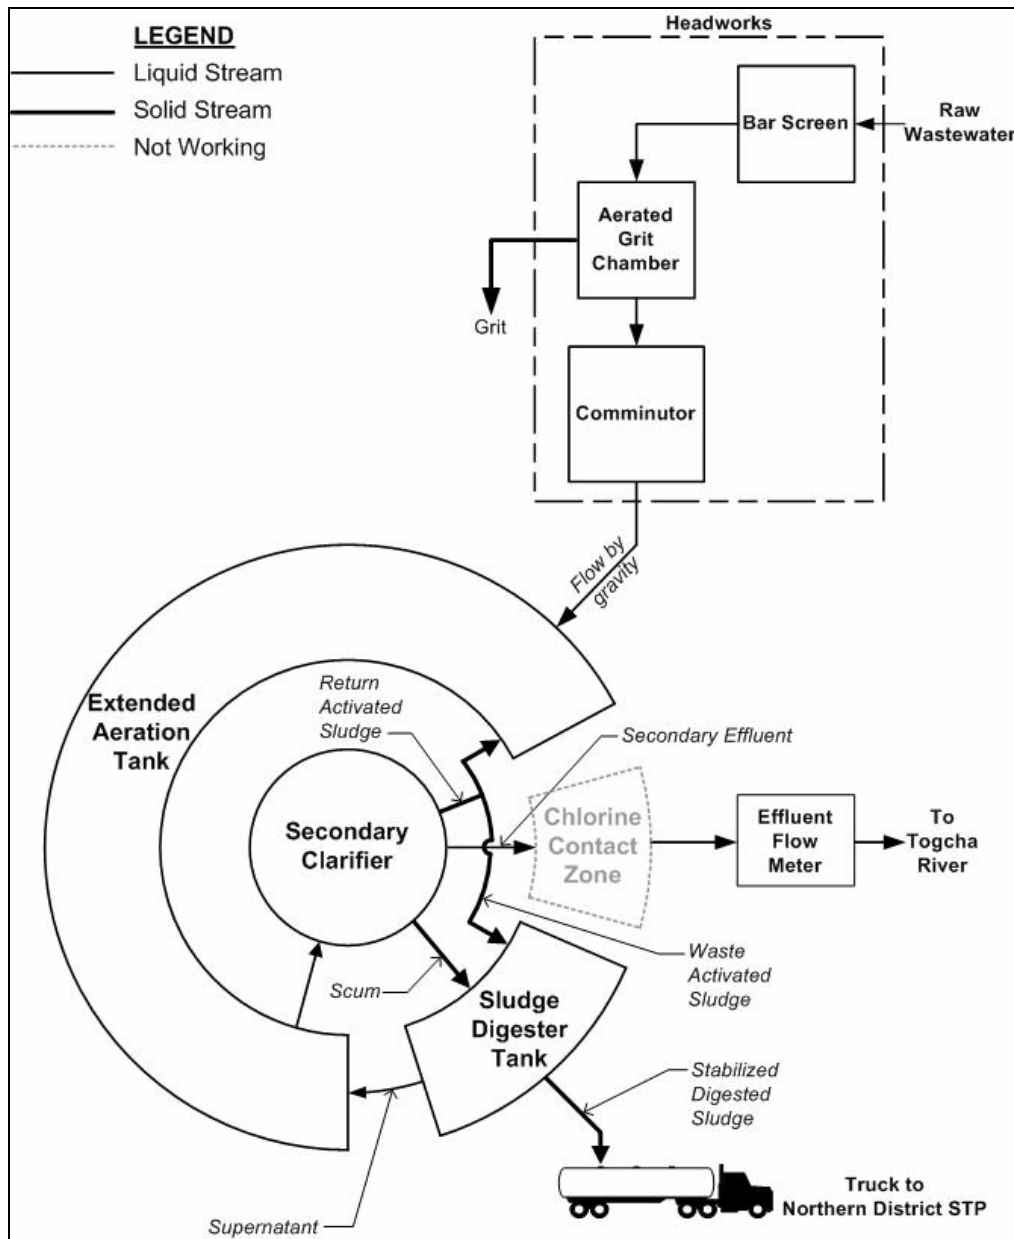 LEGEND
Liquid Stream
Solid Stream
Not Working
Headworks
Bar Screen
Raw
Wastewater
Aerated
Grit
Chamber
Grit
Comminutor
Flow by
gravity
Extended
Aeration
Tank
Return
Activated
Sludge
Secondary Effluent
Secondary
Clarifier
Chlorine
Contact
Zone
Effluent
Flow
Meter
To
Togcha
River
Scum
Waste
Activated
Sludge
Sludge
Digester
Tank
Stabilized
Digested
Sludge
Supernatant
Truck to
Northern District STP